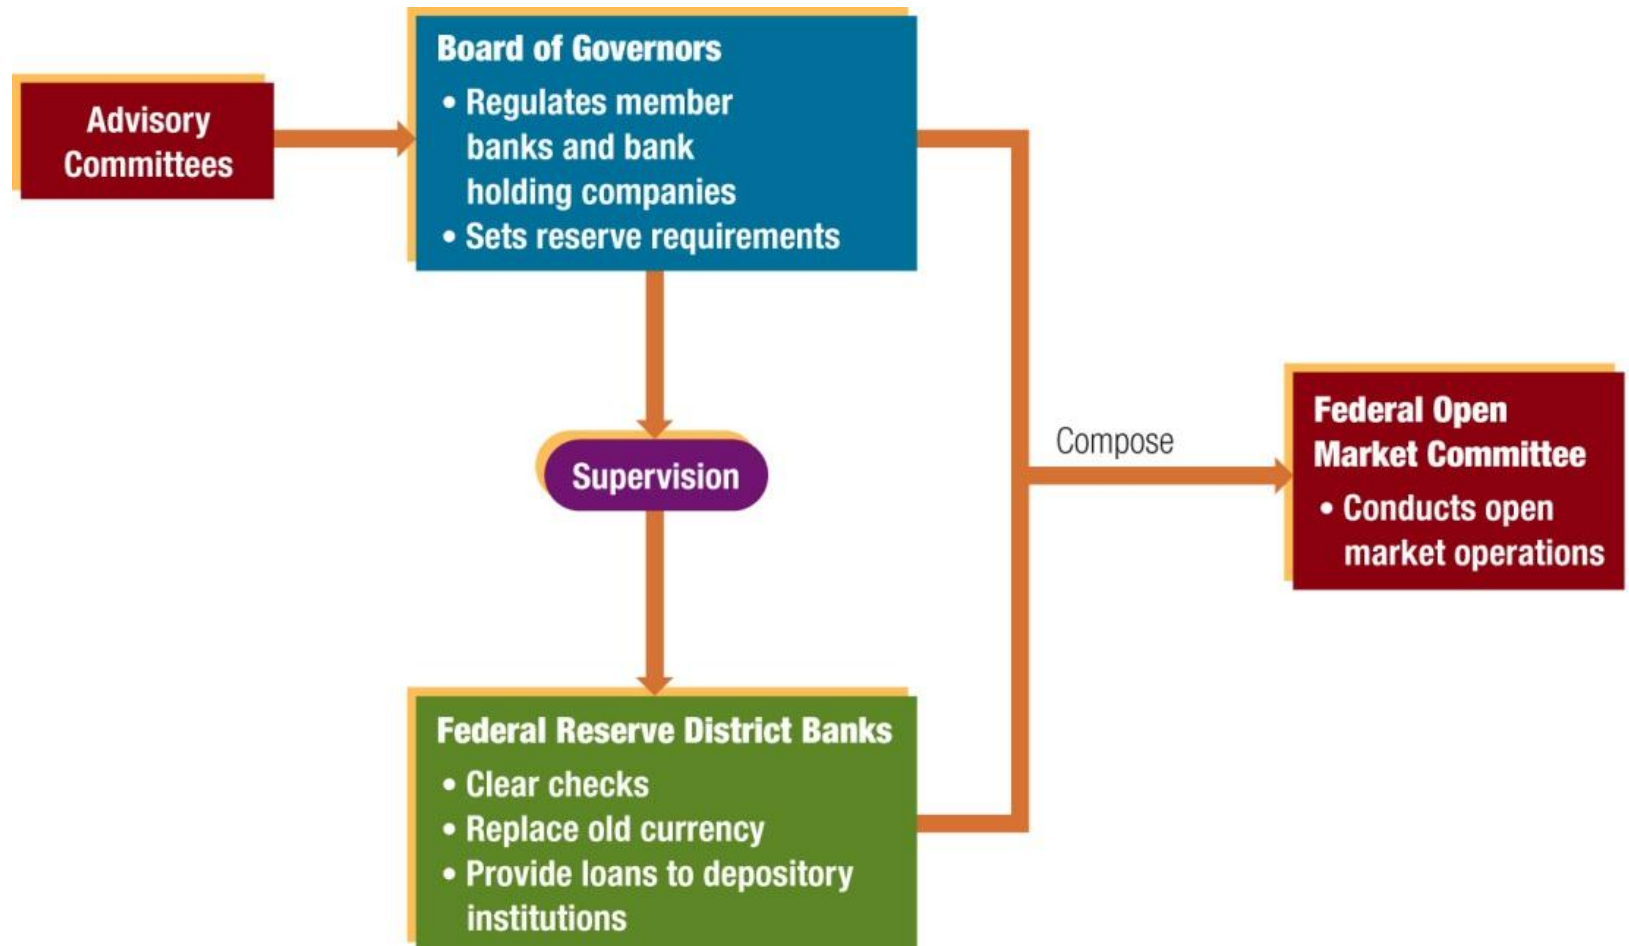 Advisory
Committees
Board of Governors
• Regulates member
banks and bank
holding companies
• Sets reserve requirements
Supervision
Compose
Federal Open
Market Committee
• Conducts open
market operations
Federal Reserve District Banks
• Clear checks
• Replace old currency
• Provide loans to depository
institutions